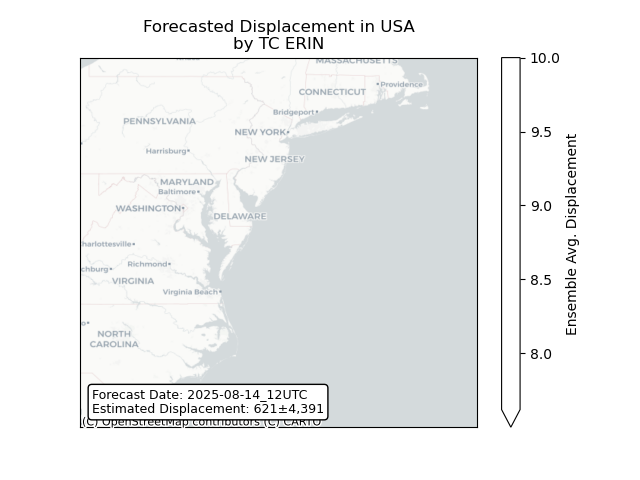 Forecasted Displacement in USA
by TC ERIN
MASSACHUSETTS
Providence
CONNECTICUT
Bridgeport
PENNSYLVANIA
NEW YORK
Harrisburg
NEW JERSEY
MARYLAND
Baltimore
WASHINGTON
DELAWARE
harlottesville
Richmond
chburg
VIRGINIA
Virginia Beach
NORTH
CAROLINA
Forecast Date: 2025-08-14_12UTC
Estimated Displacement: 621±4,391
(C) OpenStreetMap contributors (C) CARTO
10.0
9.5
9.0
8.5
8.0
Ensemble Avg. Displacement